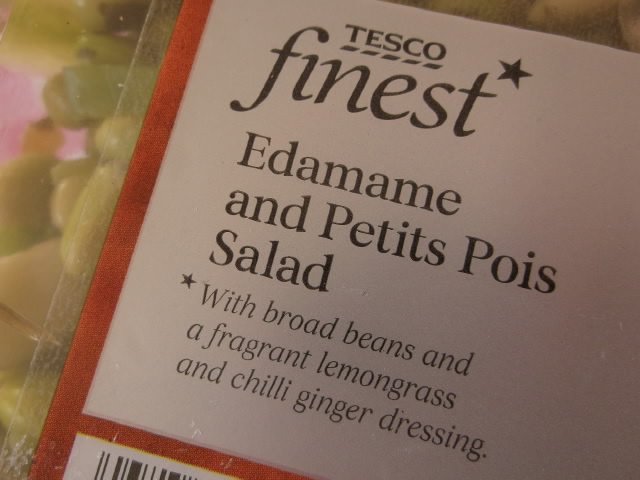 TESCO
finest*
Edamame
and Petits Pois
Salad
*With broad beans and
a fragrant lemongrass
and chilli ginger dressing.